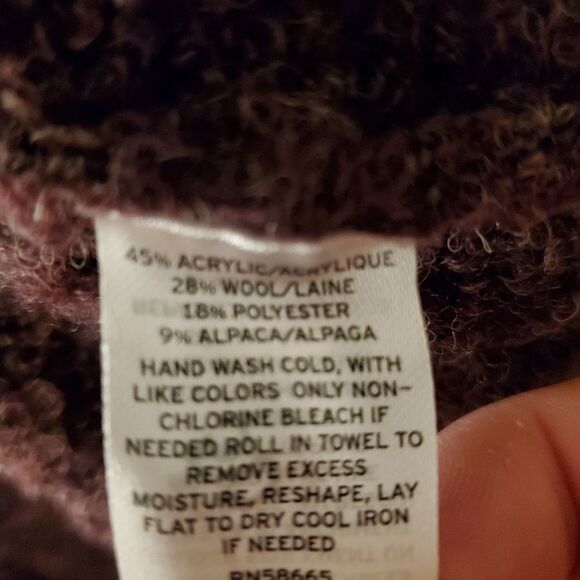 45% ACRYLIC/ACRYLIQUE
28% WOOL/LAINE
18% POLYESTER
9% ALPACA/ALPAGA
HAND WASH COLD, WITH
LIKE COLORS ONLY NON-
CHLORINE BLEACH IF
NEEDED ROLL IN TOWEL TO
REMOVE EXCESS
MOISTURE, RESHAPE, LAY
FLAT TO DRY COOL IRON
IF NEEDED
RN58665